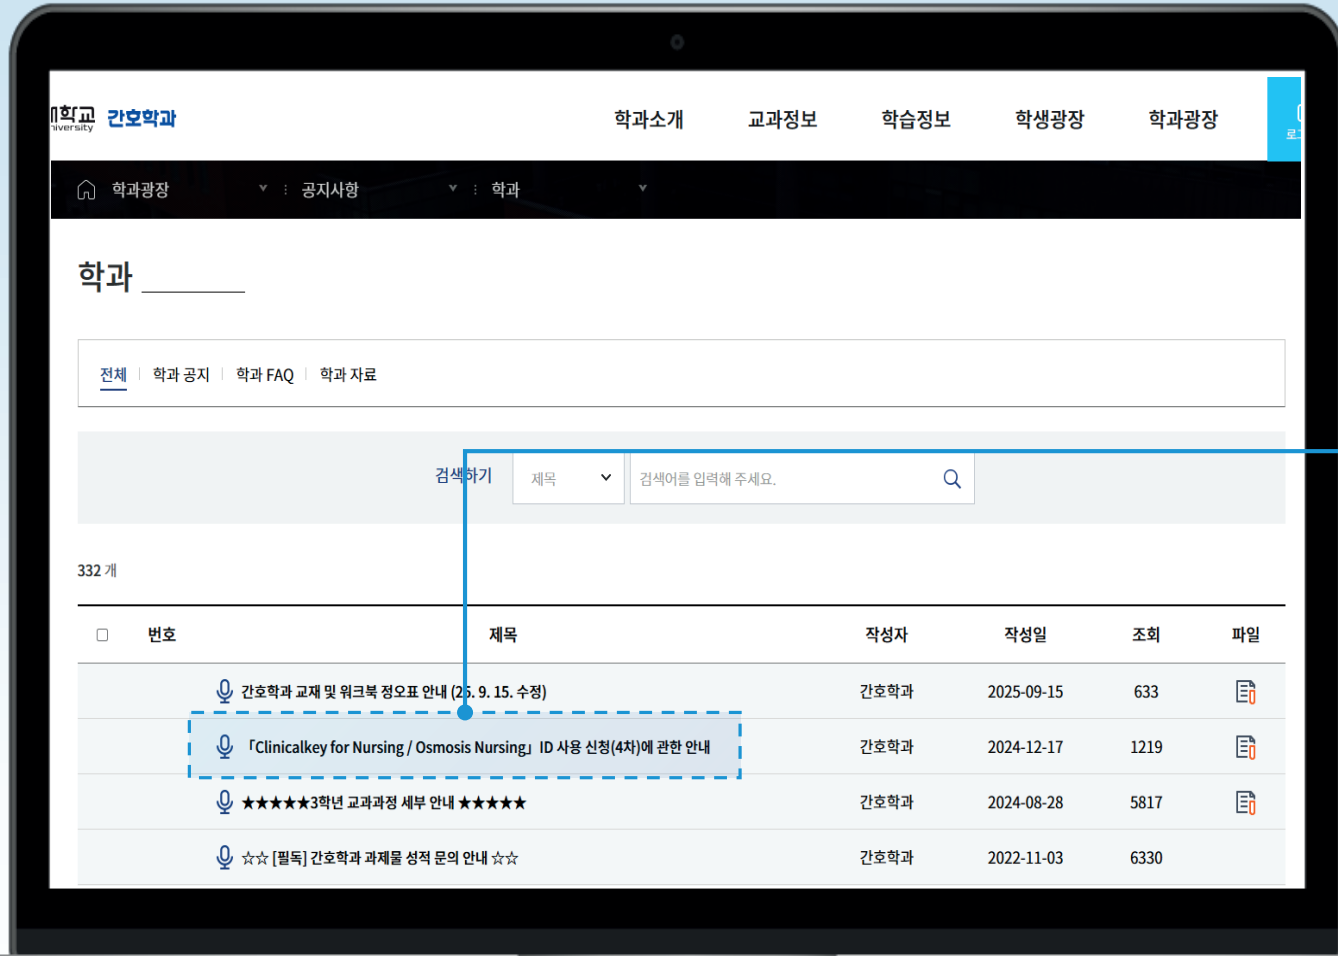 간호학과
학과소개 교과정보 학습정보 학생광장 학과광장
학과광장 공지사항 학과
학과
전체 학과 공지 학과 FAQ 학과 자료
검색하기 제목 검색어를 입력해 주세요.
332 개
번호 제목 작성자 작성일 조회 파일
간호학과 교재 및 워크북 정오표 안내 (25. 9. 15. 수정) 간호학과 2025-09-15 633
「Clinicalkey for Nursing / Osmosis Nursing」 ID 사용 신청(4차)에 관한 안내 간호학과 2024-12-17 1219
★★★★★3학년 교과과정 세부 안내 ★★★★★ 간호학과 2024-08-28 5817
☆☆ [필독] 간호학과 과제물 성적 문의 안내 ☆☆ 간호학과 2022-11-03 6330